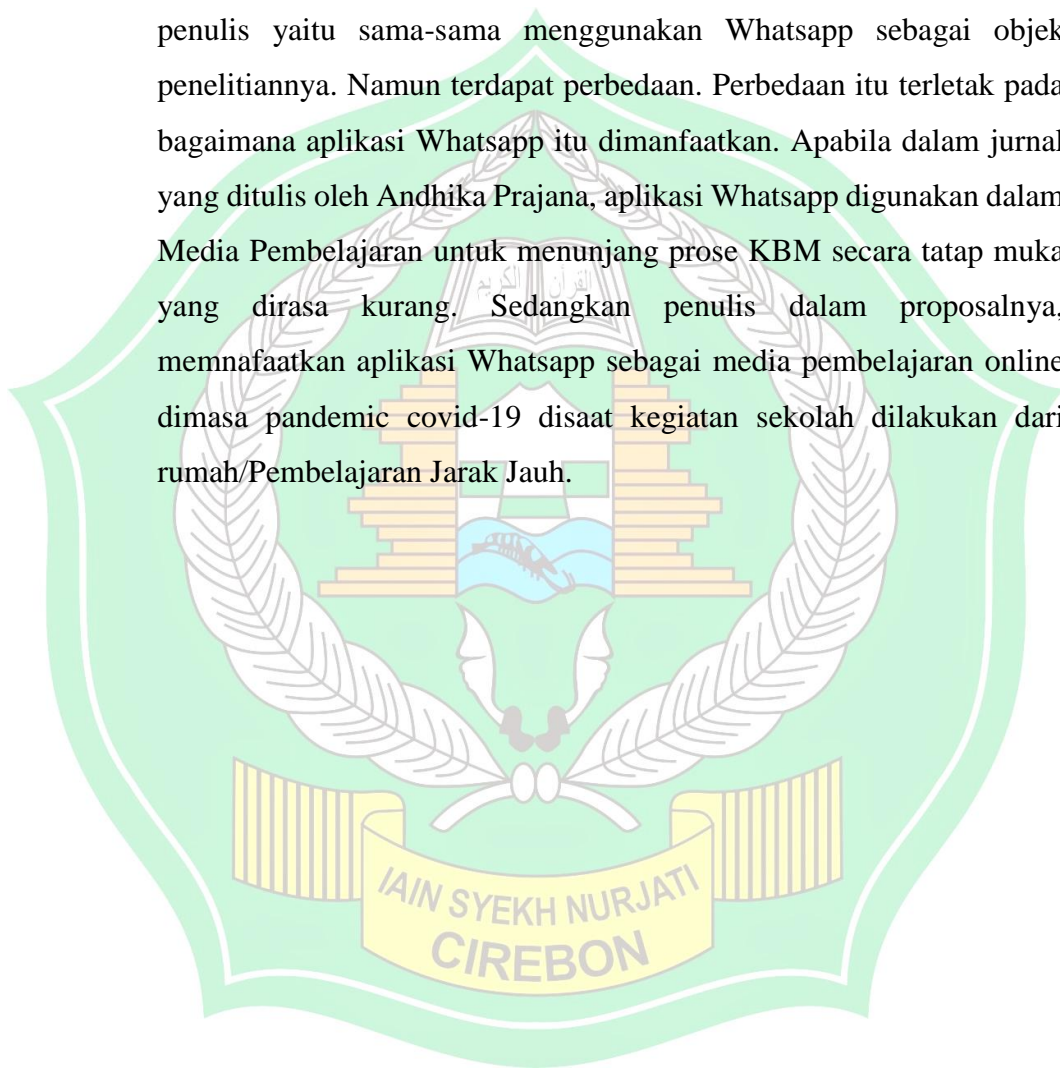 penulis yaitu sama-sama menggunakan Whatsapp sebagai objek
penelitiannya. Namun terdapat perbedaan. Perbedaan itu terletak pada
bagaimana aplikasi Whatsapp itu dimanfaatkan. Apabila dalam jurnal
yang ditulis oleh Andhika Prajana, aplikasi Whatsapp digunakan dalam
Media Pembelajaran untuk menunjang prose KBM secara tatap muka
yang dirasa kurang. Sedangkan penulis dalam proposalnya,
memnafaatkan aplikasi Whatsapp sebagai media pembelajaran online
dimasa pandemic covid-19 disaat kegiatan sekolah dilakukan dari
rumah/Pembelajaran Jarak Jauh.
القرآن الكريم
IAIN SYEKH NURJATI
CIREBON